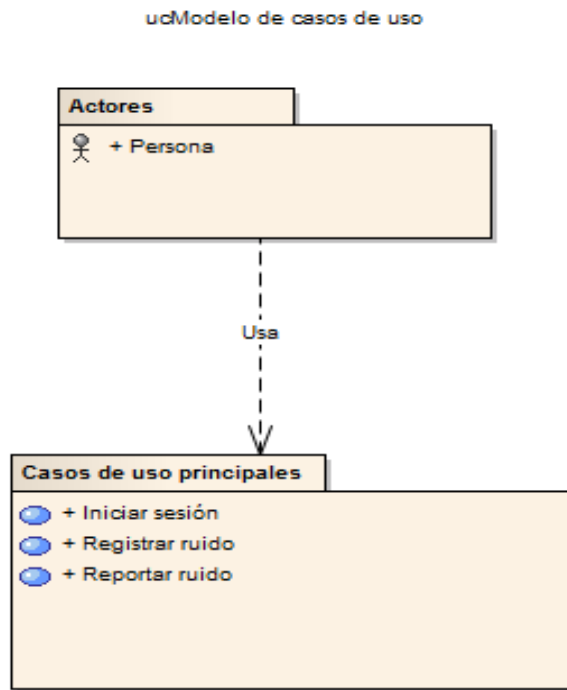 ucModelo de casos de uso
Actores
+ Persona
Usa
Casos de uso principales
+ Iniciar sesión
+ Registrar ruido
+ Reportar ruido